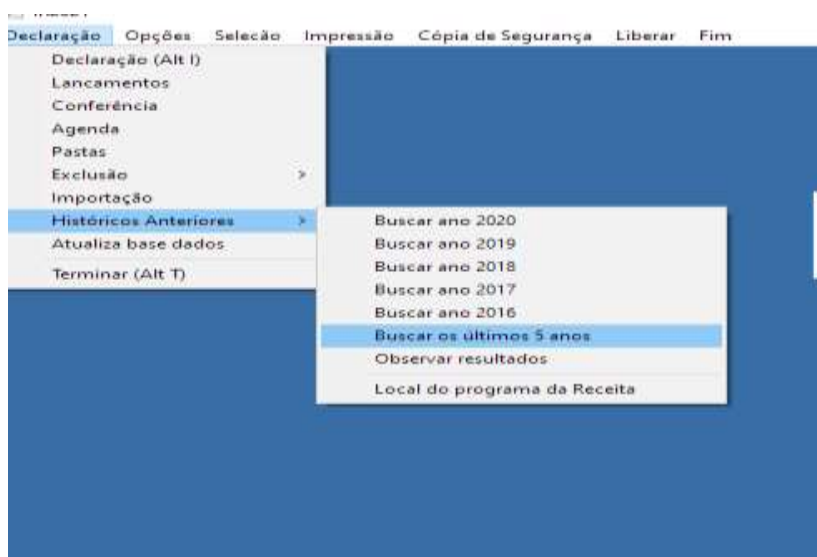 Declaração Opções Selecão Impressão Cópia de Segurança Liberar Fim
Declaração (Alt I)
Lancamentos
Conferência
Agenda
Pastas
Exclusão >
Importação
Históricos Anteriores >
Atualiza base dados
Terminar (Alt T)
Buscar ano 2020
Buscar ano 2019
Buscar ano 2018
Buscar ano 2017
Buscar ano 2016
Buscar os últimos 5 anos
Observar resultados
Local do programa da Receita